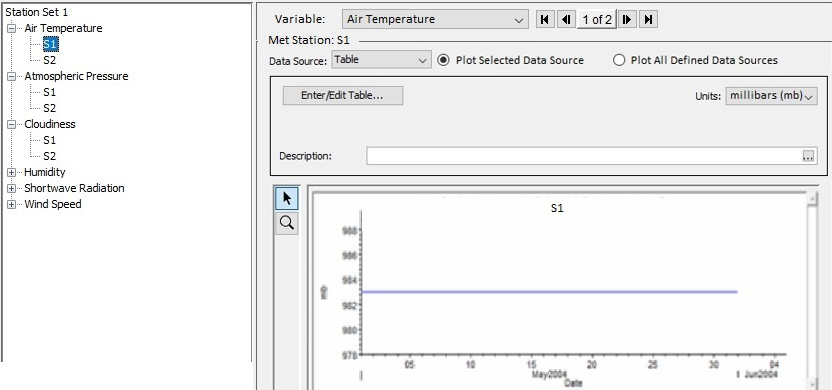 Station Set 1
Air Temperature
S1
S2
Atmospheric Pressure
S1
S2
Cloudiness
S1
S2
Humidity
Shortwave Radiation
Wind Speed
Variable: Air Temperature 1 of 2
Met Station: S1
Data Source: Table Plot Selected Data Source Plot All Defined Data Sources
Enter/Edit Table... Units: millibars (mb)
Description: ...
S1
988
986
984
982
980
978
mb
05 10 15 20 25 30 04
May2004 Jun2004
Date